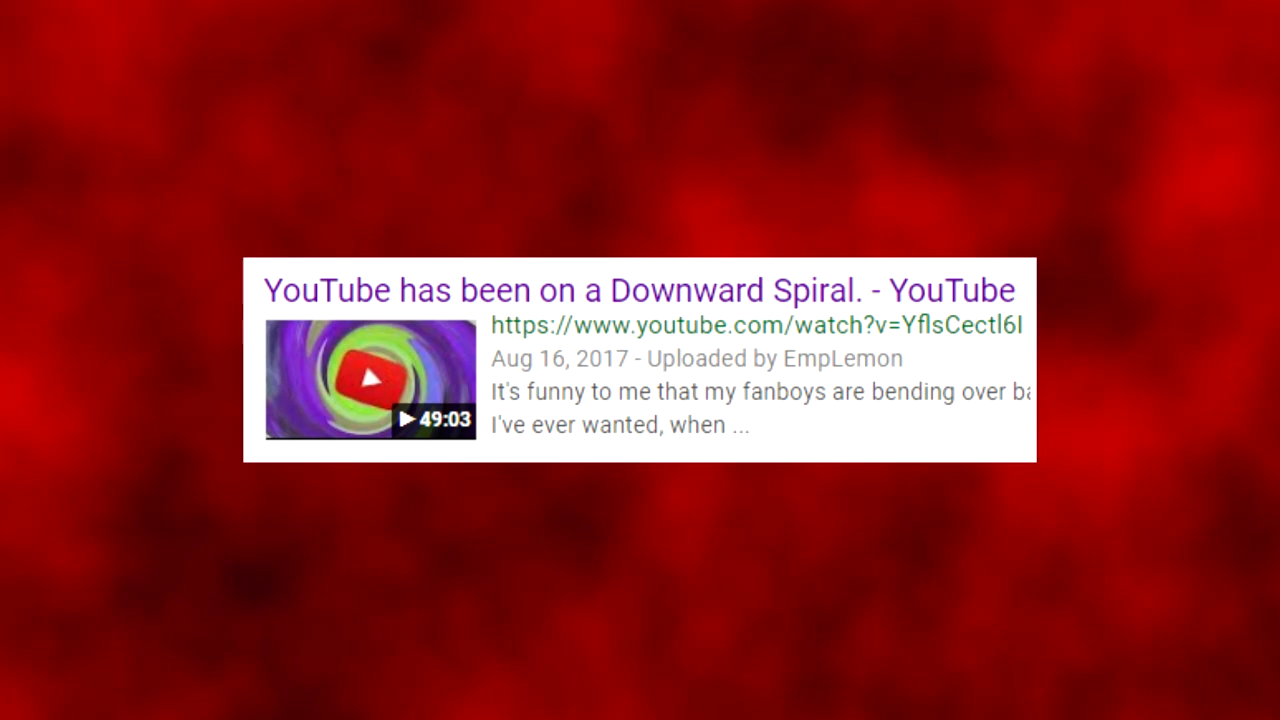 YouTube has been on a Downward Spiral. - YouTube
https://www.youtube.com/watch?v=YflsCectl6I
Aug 16, 2017 - Uploaded by EmpLemon
It's funny to me that my fanboys are bending over ba
I've ever wanted, when ...
49:03